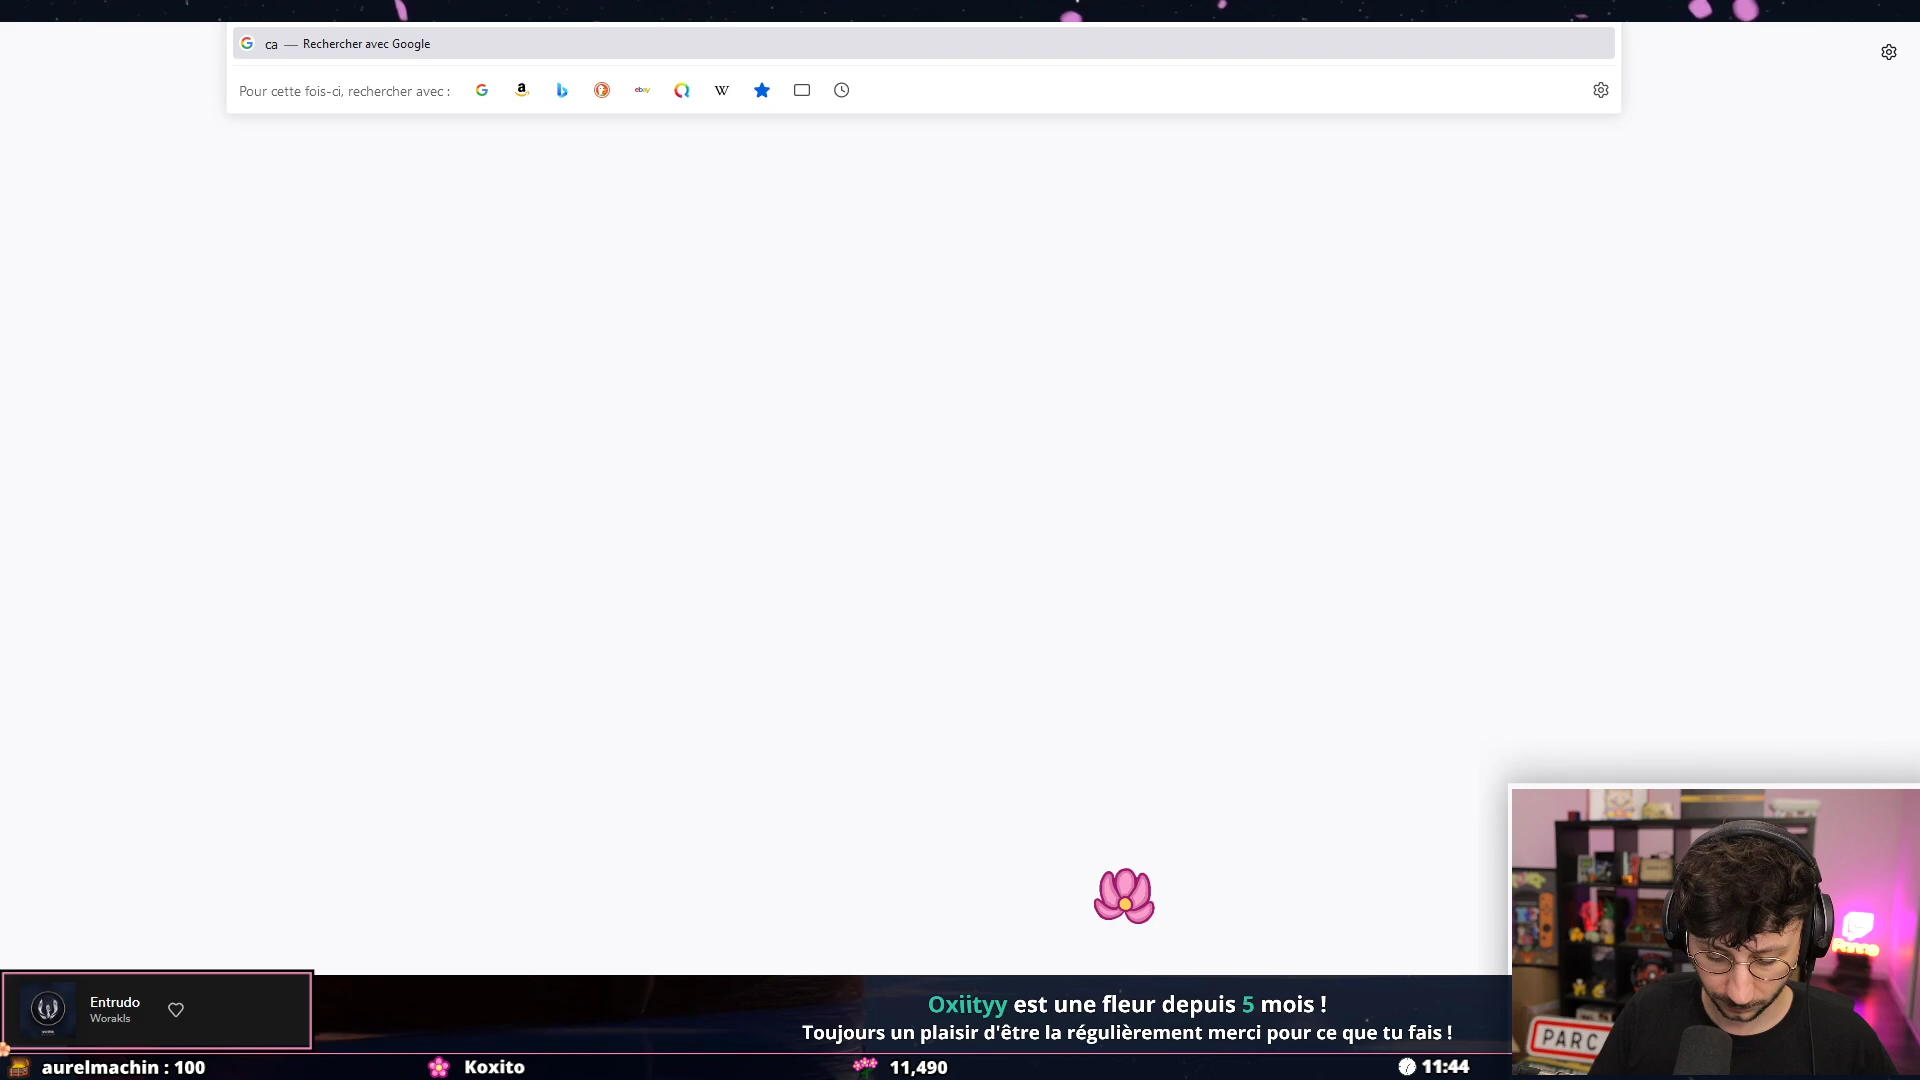 ca — Rechercher avec Google
Pour cette fois-ci, rechercher avec :
Entrudo
Worakls
Oxiityy est une fleur depuis 5 mois !
Toujours un plaisir d'être la régulièrement merci pour ce que tu fais !
aurelmachin : 100
Koxito
11,490
11:44
PARC